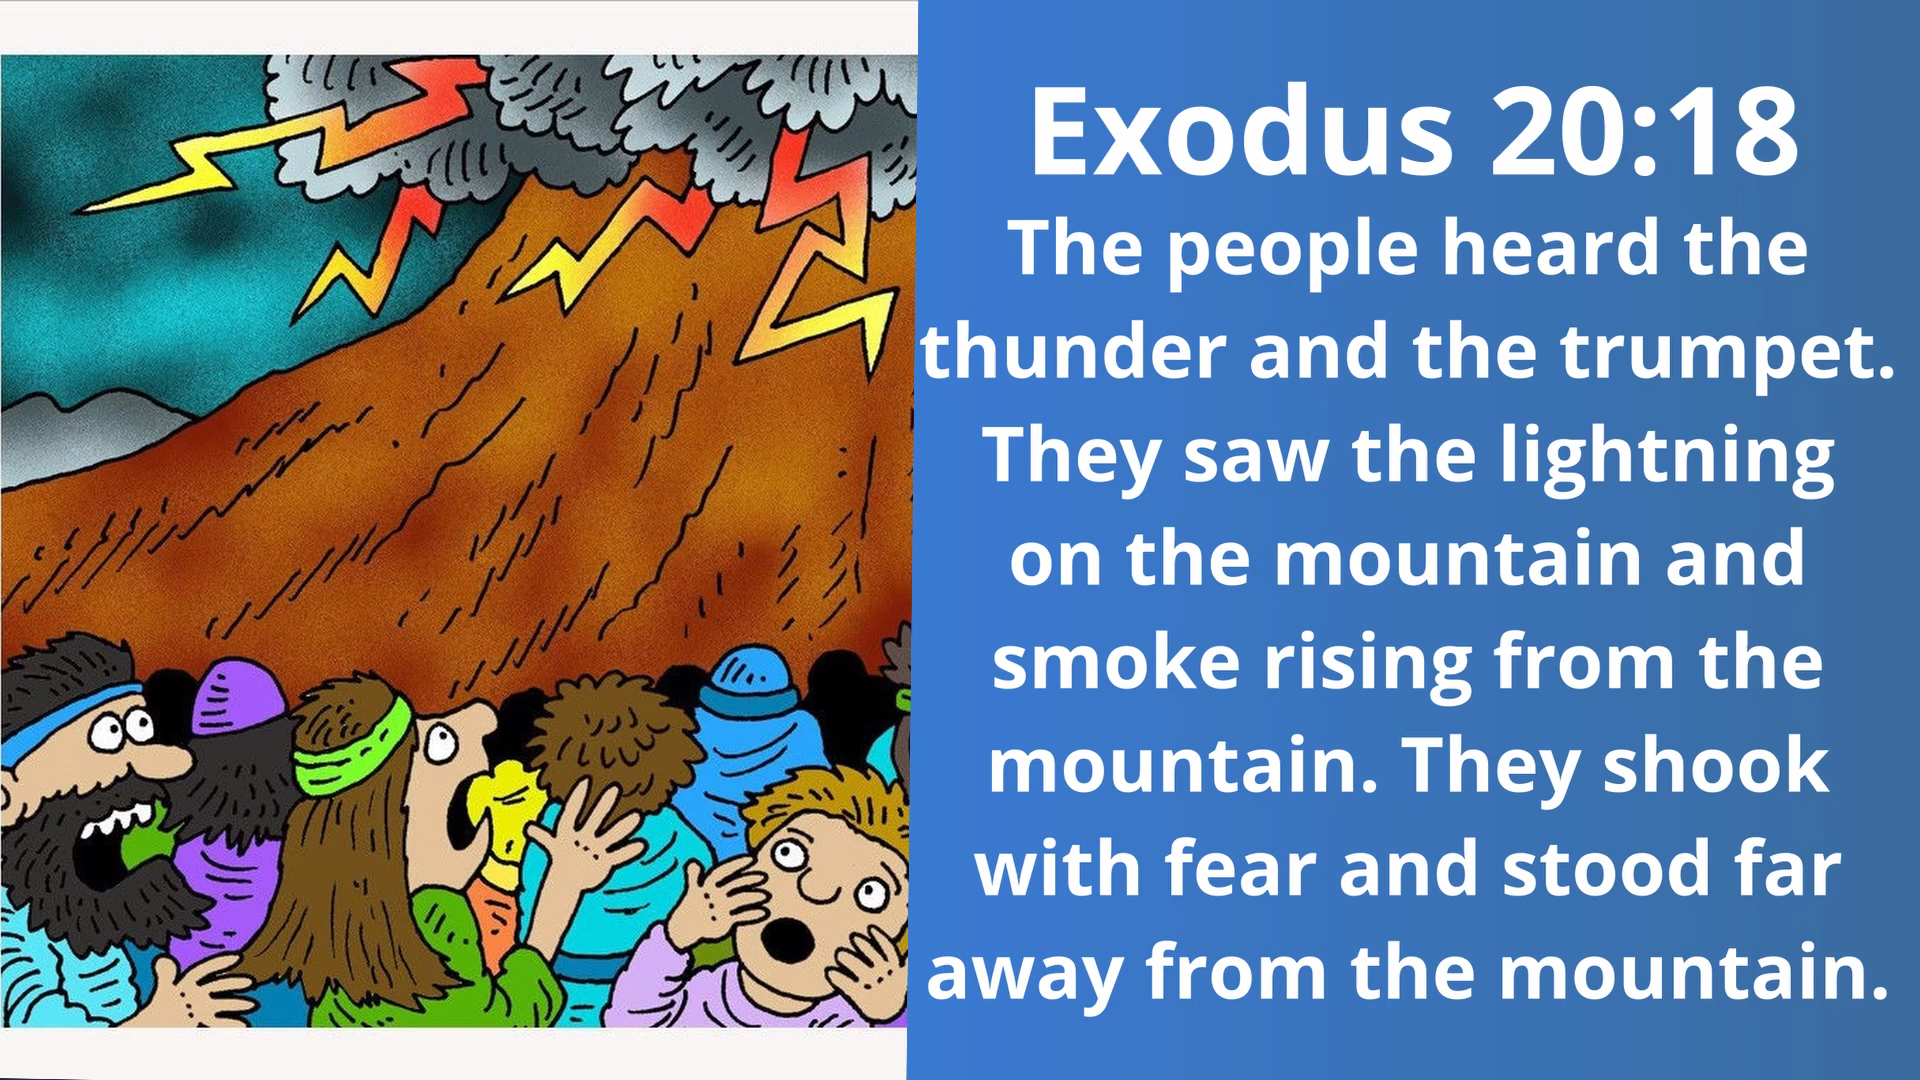 Exodus 20:18
The people heard the
thunder and the trumpet.
They saw the lightning
on the mountain and
smoke rising from the
mountain. They shook
with fear and stood far
away from the mountain.